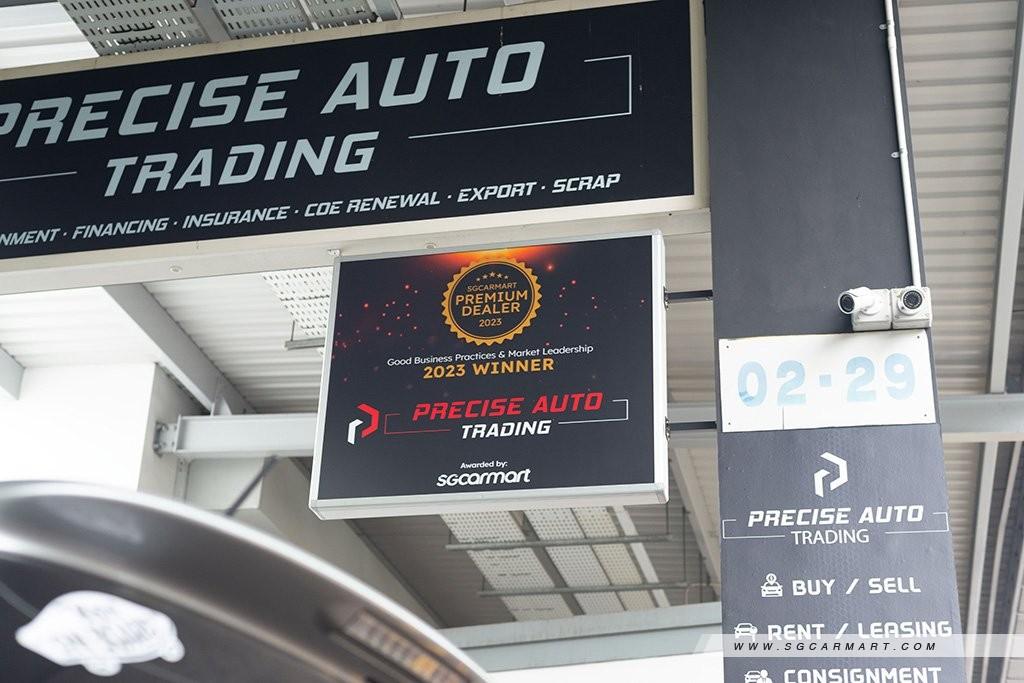 PRECISE AUTO
TRADING
NMENT · FINANCING · INSURANCE · COE RENEWAL · EXPORT · SCRAP
SGCARMART
PREMIUM
DEALER
2023
Good Business Practices & Market Leadership
2023 WINNER
PRECISE AUTO
TRADING
Awarded by:
sgcarmart
02-29
PRECISE AUTO
TRADING
BUY / SELL
RENT / LEASING
CONSIGNMENT
WWW.SGCARMART.COM